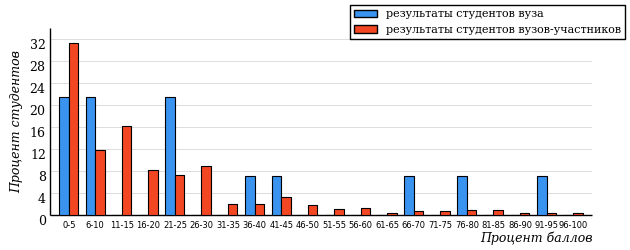 результаты студентов вуза
результаты студентов вузов-участников
Процент студентов
32
28
24
20
16
12
8
4
0
0-5 6-10 11-15 16-20 21-25 26-30 31-35 36-40 41-45 46-50 51-55 56-60 61-65 66-70 71-75 76-80 81-85 86-90 91-95 96-100
Процент баллов